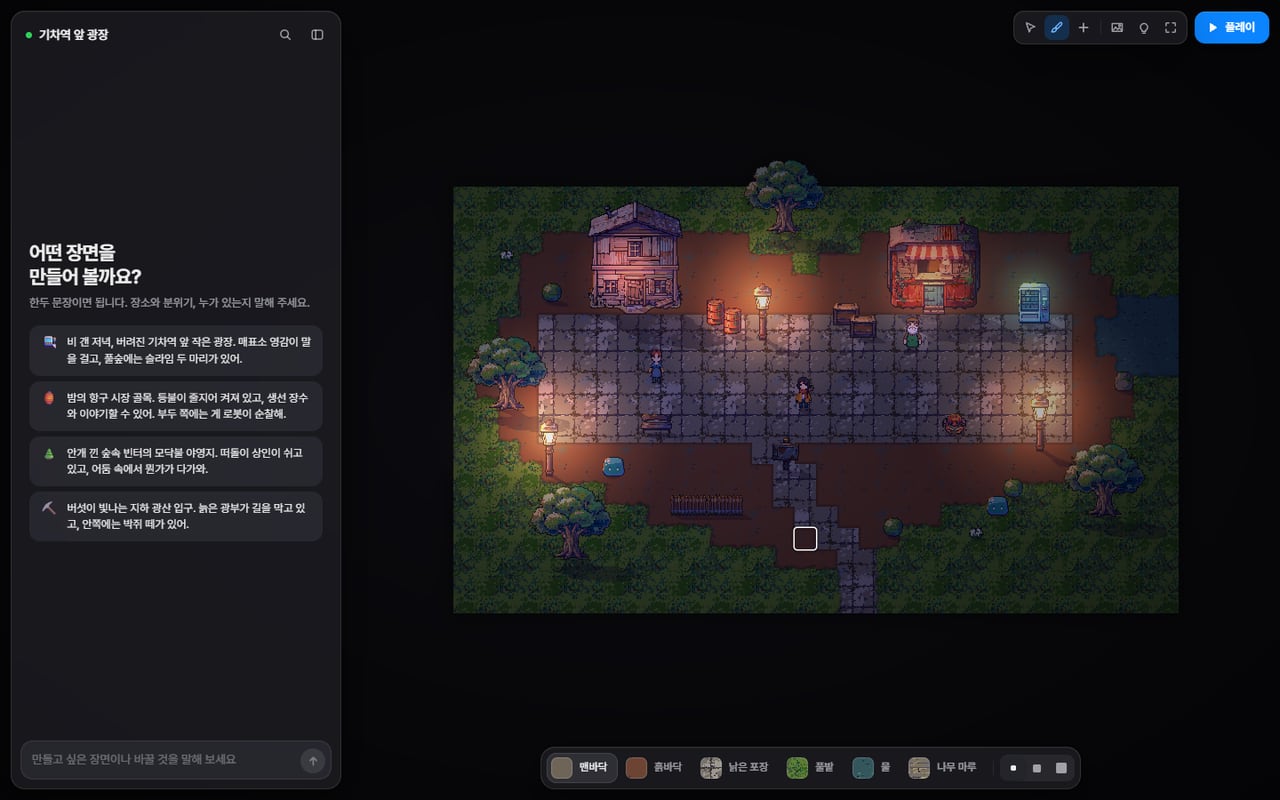 기차역 앞 광장
플레이
어떤 장면을
만들어 볼까요?
한두 문장이면 됩니다. 장소와 분위기, 누가 있는지 말해 주세요.
비 갠 저녁, 버려진 기차역 앞 작은 광장. 매표소 영감이 말
을 걸고, 풀숲에는 슬라임 두 마리가 있어.
밤의 항구 시장 골목. 등불이 줄지어 켜져 있고, 생선 장수
와 이야기할 수 있어. 부두 쪽에는 게 로봇이 순찰해.
안개 낀 숲속 빈터의 모닥불 야영지. 떠돌이 상인이 쉬고
있고, 어둠 속에서 뭔가가 다가와.
버섯이 빛나는 지하 광산 입구. 늙은 광부가 길을 막고 있
고, 안쪽에는 박쥐 떼가 있어.
만들고 싶은 장면이나 바꿀 것을 말해 보세요
맨바닥
흙바닥
낡은 포장
풀밭
물
나무 마루